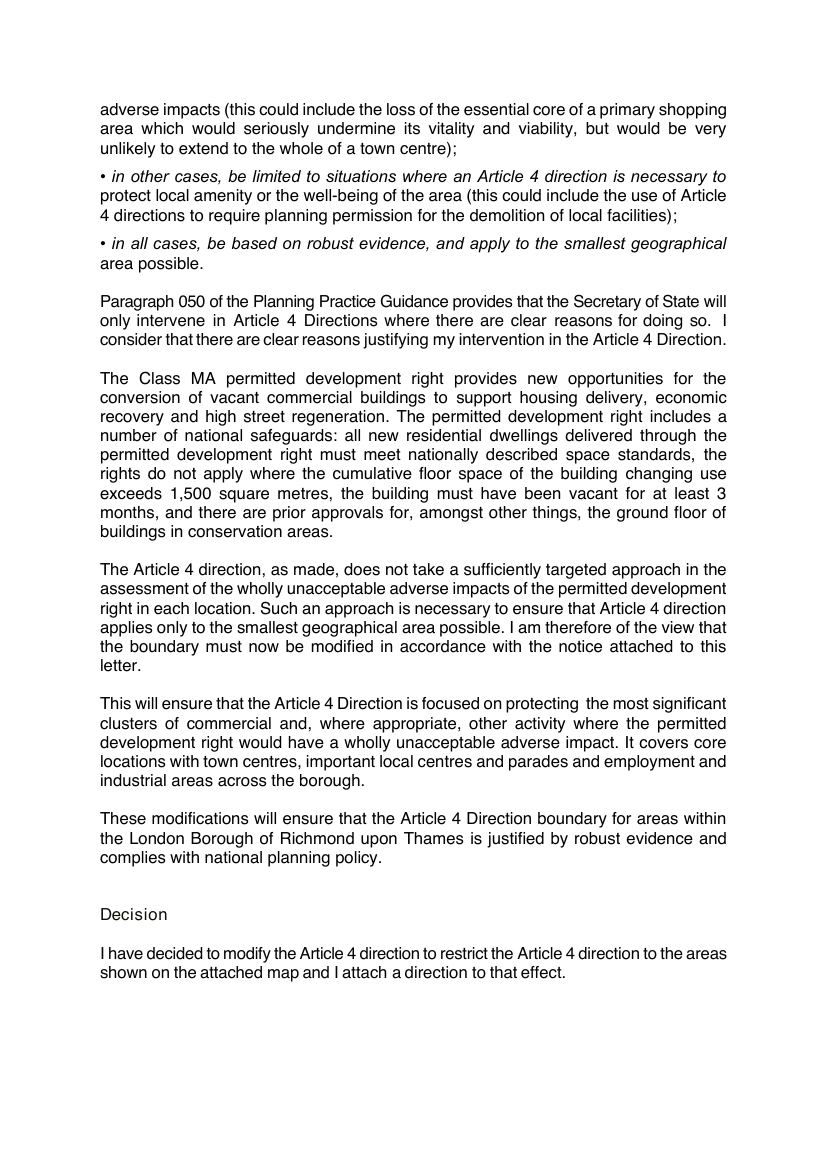 adverse impacts (this could include the loss of the essential core of a primary shopping
area which would seriously undermine its vitality and viability, but would be very
unlikely to extend to the whole of a town centre);
• in other cases, be limited to situations where an Article 4 direction is necessary to
protect local amenity or the well-being of the area (this could include the use of Article
4 directions to require planning permission for the demolition of local facilities);
• in all cases, be based on robust evidence, and apply to the smallest geographical
area possible.
Paragraph 050 of the Planning Practice Guidance provides that the Secretary of State will
only intervene in Article 4 Directions where there are clear reasons for doing so. I
consider that there are clear reasons justifying my intervention in the Article 4 Direction.
The Class MA permitted development right provides new opportunities for the
conversion of vacant commercial buildings to support housing delivery, economic
recovery and high street regeneration. The permitted development right includes a
number of national safeguards: all new residential dwellings delivered through the
permitted development right must meet nationally described space standards, the
rights do not apply where the cumulative floor space of the building changing use
exceeds 1,500 square metres, the building must have been vacant for at least 3
months, and there are prior approvals for, amongst other things, the ground floor of
buildings in conservation areas.
The Article 4 direction, as made, does not take a sufficiently targeted approach in the
assessment of the wholly unacceptable adverse impacts of the permitted development
right in each location. Such an approach is necessary to ensure that Article 4 direction
applies only to the smallest geographical area possible. I am therefore of the view that
the boundary must now be modified in accordance with the notice attached to this
letter.
This will ensure that the Article 4 Direction is focused on protecting the most significant
clusters of commercial and, where appropriate, other activity where the permitted
development right would have a wholly unacceptable adverse impact. It covers core
locations with town centres, important local centres and parades and employment and
industrial areas across the borough.
These modifications will ensure that the Article 4 Direction boundary for areas within
the London Borough of Richmond upon Thames is justified by robust evidence and
complies with national planning policy.
Decision
I have decided to modify the Article 4 direction to restrict the Article 4 direction to the areas
shown on the attached map and I attach a direction to that effect.